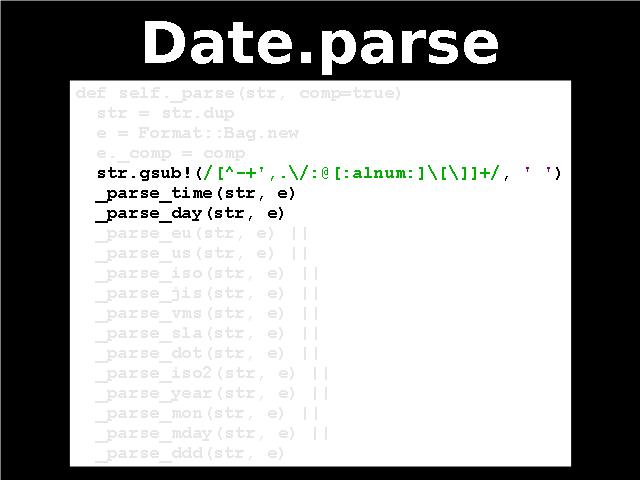 Date.parse
def self._parse(str, comp=true)
  str = str.dup
  e = Format::Bag.new
  e._comp = comp
  str.gsub!(/[^-+',.\/:@[:alnum:]\[\]]+/, ' ')
  _parse_time(str, e)
  _parse_day(str, e)
  _parse_eu(str, e) ||
  _parse_us(str, e) ||
  _parse_iso(str, e) ||
  _parse_jis(str, e) ||
  _parse_vms(str, e) ||
  _parse_sla(str, e) ||
  _parse_dot(str, e) ||
  _parse_iso2(str, e) ||
  _parse_year(str, e) ||
  _parse_mon(str, e) ||
  _parse_mday(str, e) ||
  _parse_ddd(str, e)